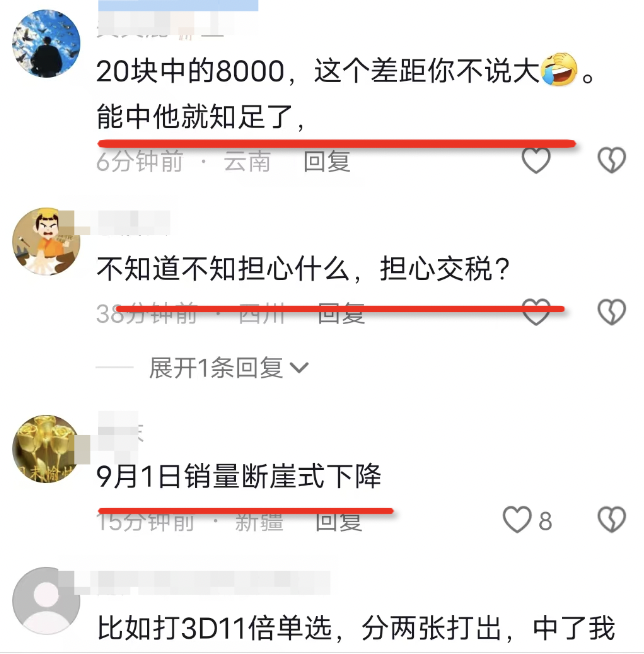 20块中的8000，这个差距你不说大🤣。
能中他就知足了，
6分钟前 · 云南 回复
不知道不知担心什么，担心交税？
38分钟前 · 四川 回复
展开1条回复
9月1日销量断崖式下降
15分钟前 · 新疆 回复 8
比如打3D11倍单选，分两张打出，中了我